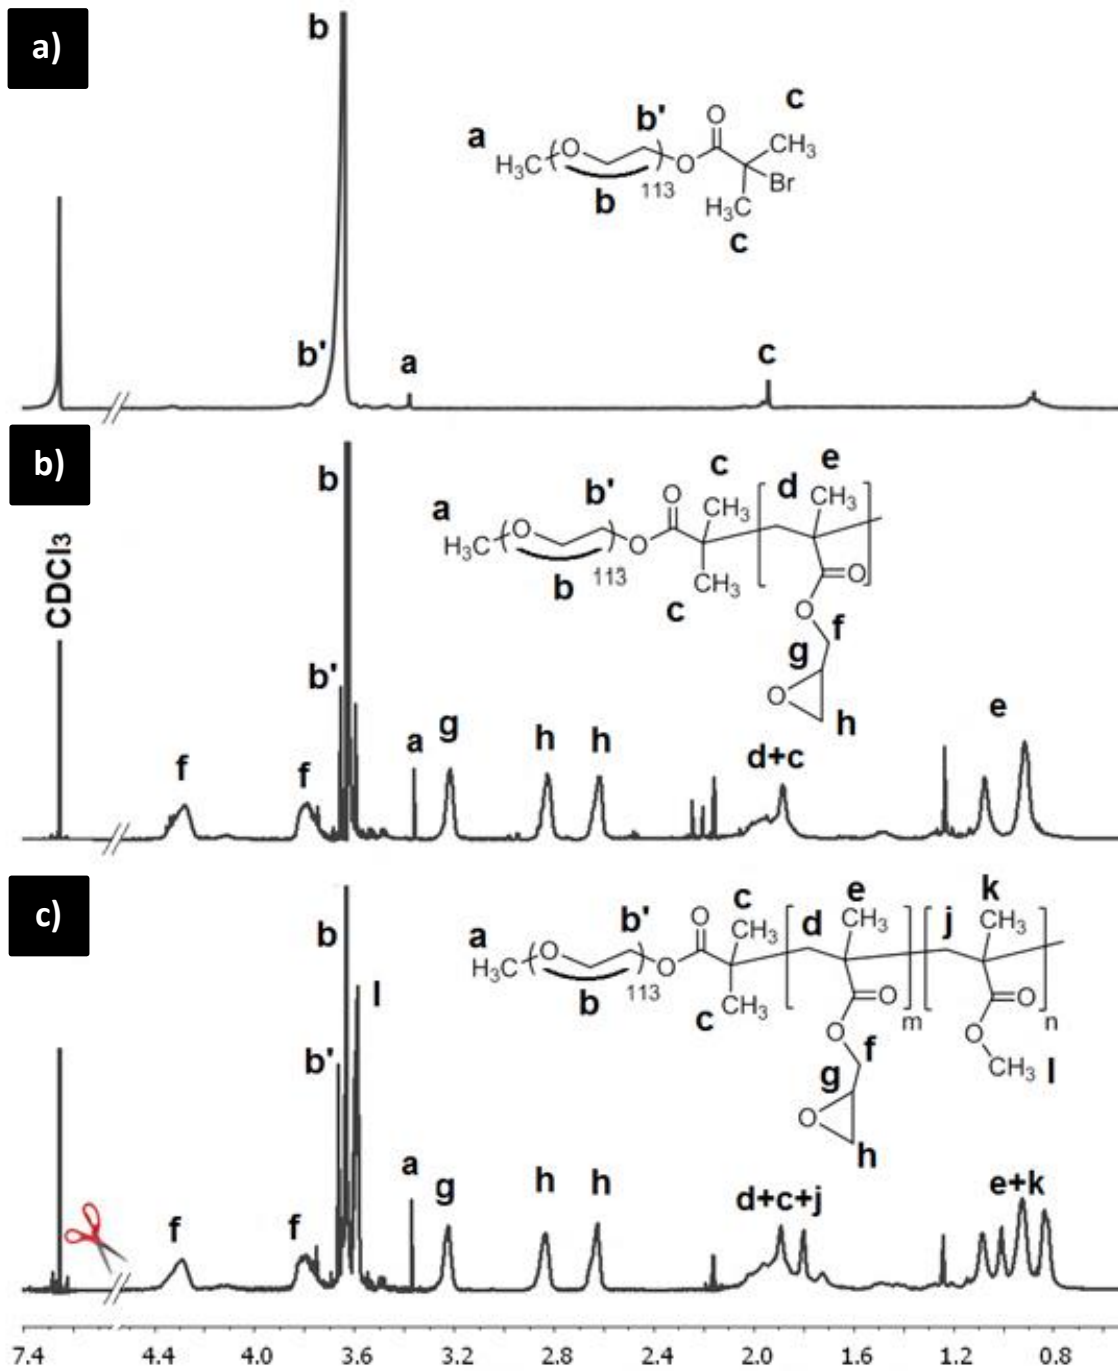 a)
b
b'
a
c
a
H₃C
O
b
113
b'
O
O
c
CH₃
Br
H₃C
c
b)
CDCl₃
f
f
b'
b
a
g
h
h
d+c
e
a
H₃C
O
b
113
b'
O
O
c
CH₃
CH₃
c
d
e
CH₃
O
O
f
g
O
h
c)
f
f
b'
b
l
a
g
h
h
d+c+j
e+k
a
H₃C
O
b
113
b'
O
O
c
CH₃
CH₃
c
d
e
CH₃
O
O
m
f
g
O
h
j
k
CH₃
O
O
n
CH₃
l
7.4 4.4 4.0 3.6 3.2 2.8 2.4 2.0 1.6 1.2 0.8